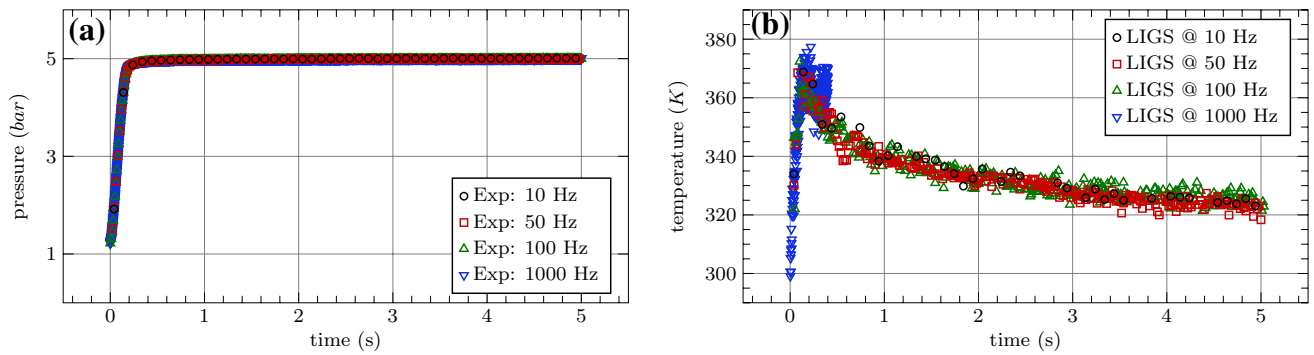 (a)
pressure (bar)
5
3
1
Exp: 10 Hz
Exp: 50 Hz
Exp: 100 Hz
Exp: 1000 Hz
0 1 2 3 4 5
time (s)
(b)
temperature (K)
380
360
340
320
300
LIGS @ 10 Hz
LIGS @ 50 Hz
LIGS @ 100 Hz
LIGS @ 1000 Hz
0 1 2 3 4 5
time (s)